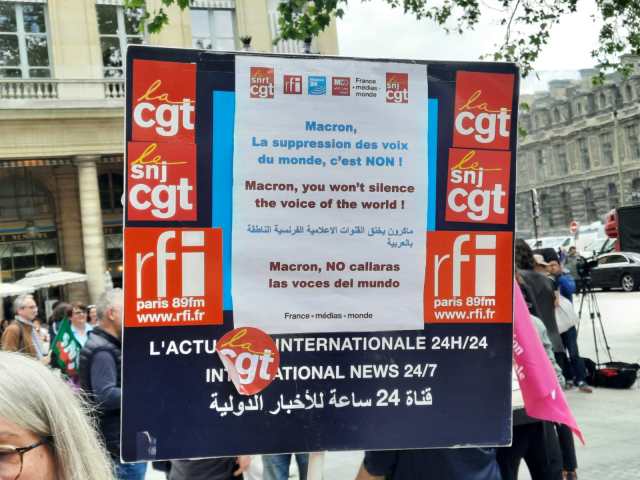 la
cgt
le
snj
cgt
rfi
paris 89fm
www.rfi.fr
snrt
cgt
rfi
France
• médias •
monde
cgt
Macron,
La suppression des voix
du monde, c'est NON !
Macron, you won't silence
the voice of the world !
ماكرون يغلق القنوات الاعلامية الفرنسية الناطقة
بالعربية
Macron, NO callaras
las voces del mundo
France • médias • monde
la
cgt
le
snj
cgt
rfi
paris 89fm
www.rfi.fr
L'ACTU INTERNATIONALE 24H/24
INT NATIONAL NEWS 24/7
قناة 24 ساعة للأخبار الدولية
la
cgt